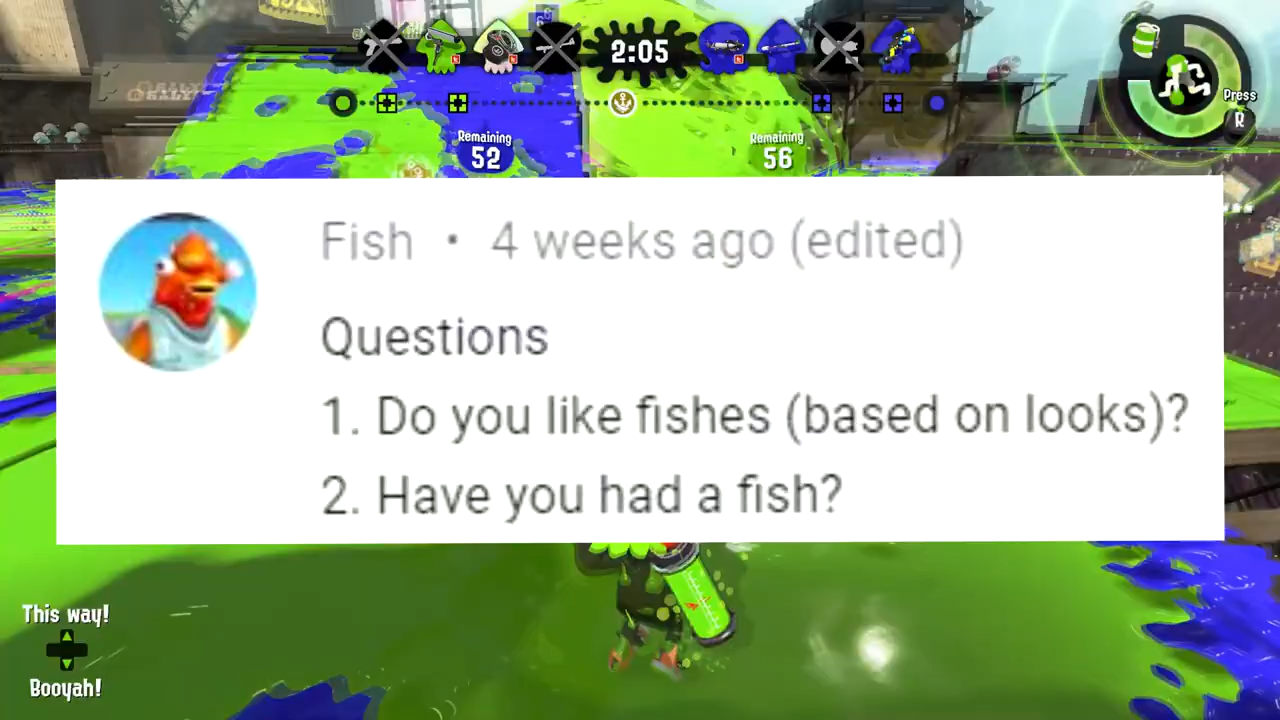 2:05
Press
R
Remaining
52
Remaining
56
Fish • 4 weeks ago (edited)
Questions
1. Do you like fishes (based on looks)?
2. Have you had a fish?
This way!
Booyah!